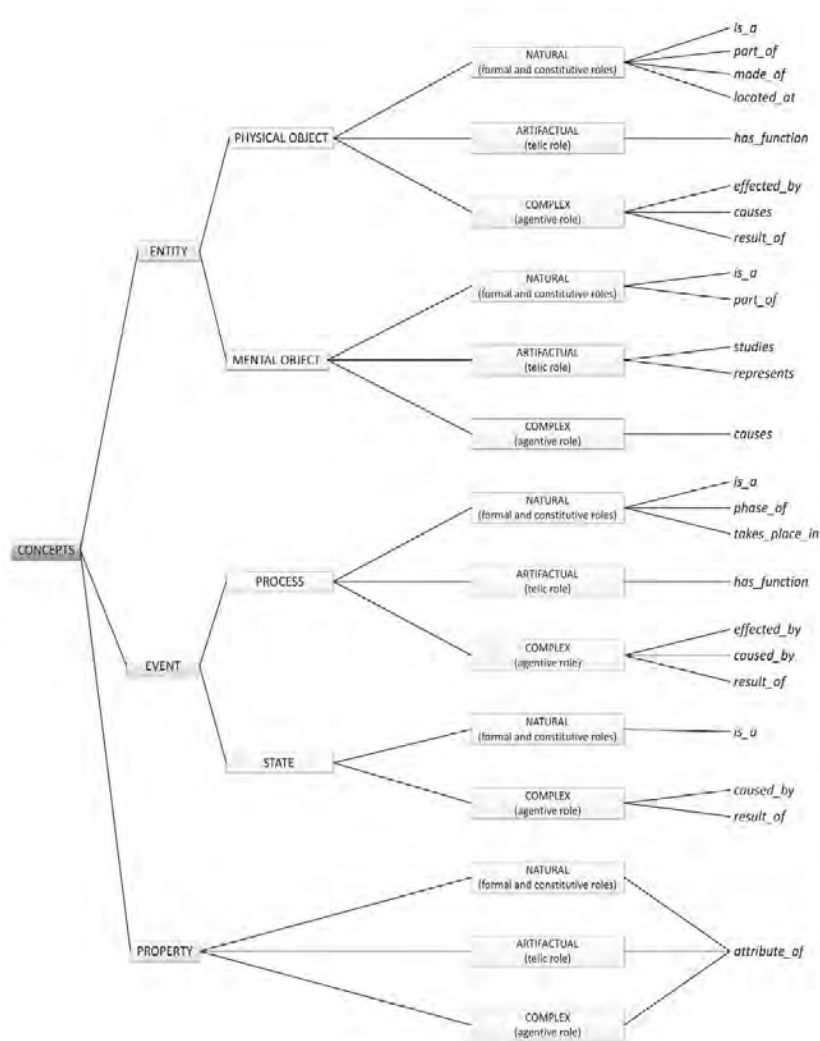 is_a
NATURAL
(formal and constitutive roles)
part_of
made_of
located_at
PHYSICAL OBJECT
ARTIFACTUAL
(telic role)
has_function
COMPLEX
(agentive role)
effected_by
causes
result_of
ENTITY
NATURAL
(formal and constitutive roles)
is_a
part_of
MENTAL OBJECT
ARTIFACTUAL
(telic role)
studies
represents
COMPLEX
(agentive role)
causes
CONCEPTS
NATURAL
(formal and constitutive roles)
is_a
phase_of
takes_place_in
PROCESS
ARTIFACTUAL
(telic role)
has_function
COMPLEX
(agentive role)
effected_by
caused_by
result_of
EVENT
NATURAL
(formal and constitutive roles)
is_a
STATE
COMPLEX
(agentive role)
caused_by
result_of
NATURAL
(formal and constitutive roles)
PROPERTY
ARTIFACTUAL
(telic role)
attribute_of
COMPLEX
(agentive role)